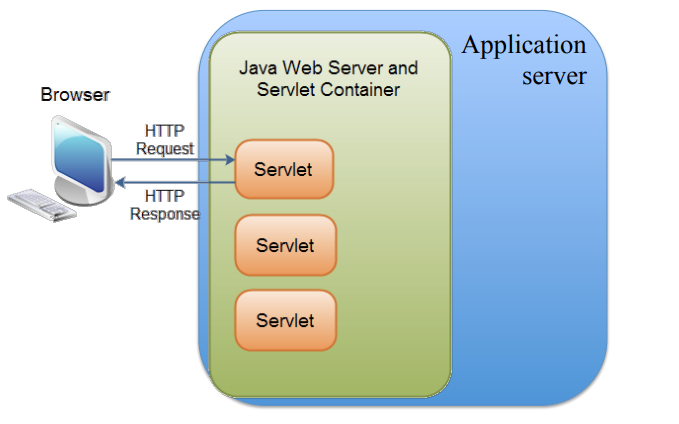 Application
server
Java Web Server and
Servlet Container
Browser
HTTP
Request
Servlet
HTTP
Response
Servlet
Servlet